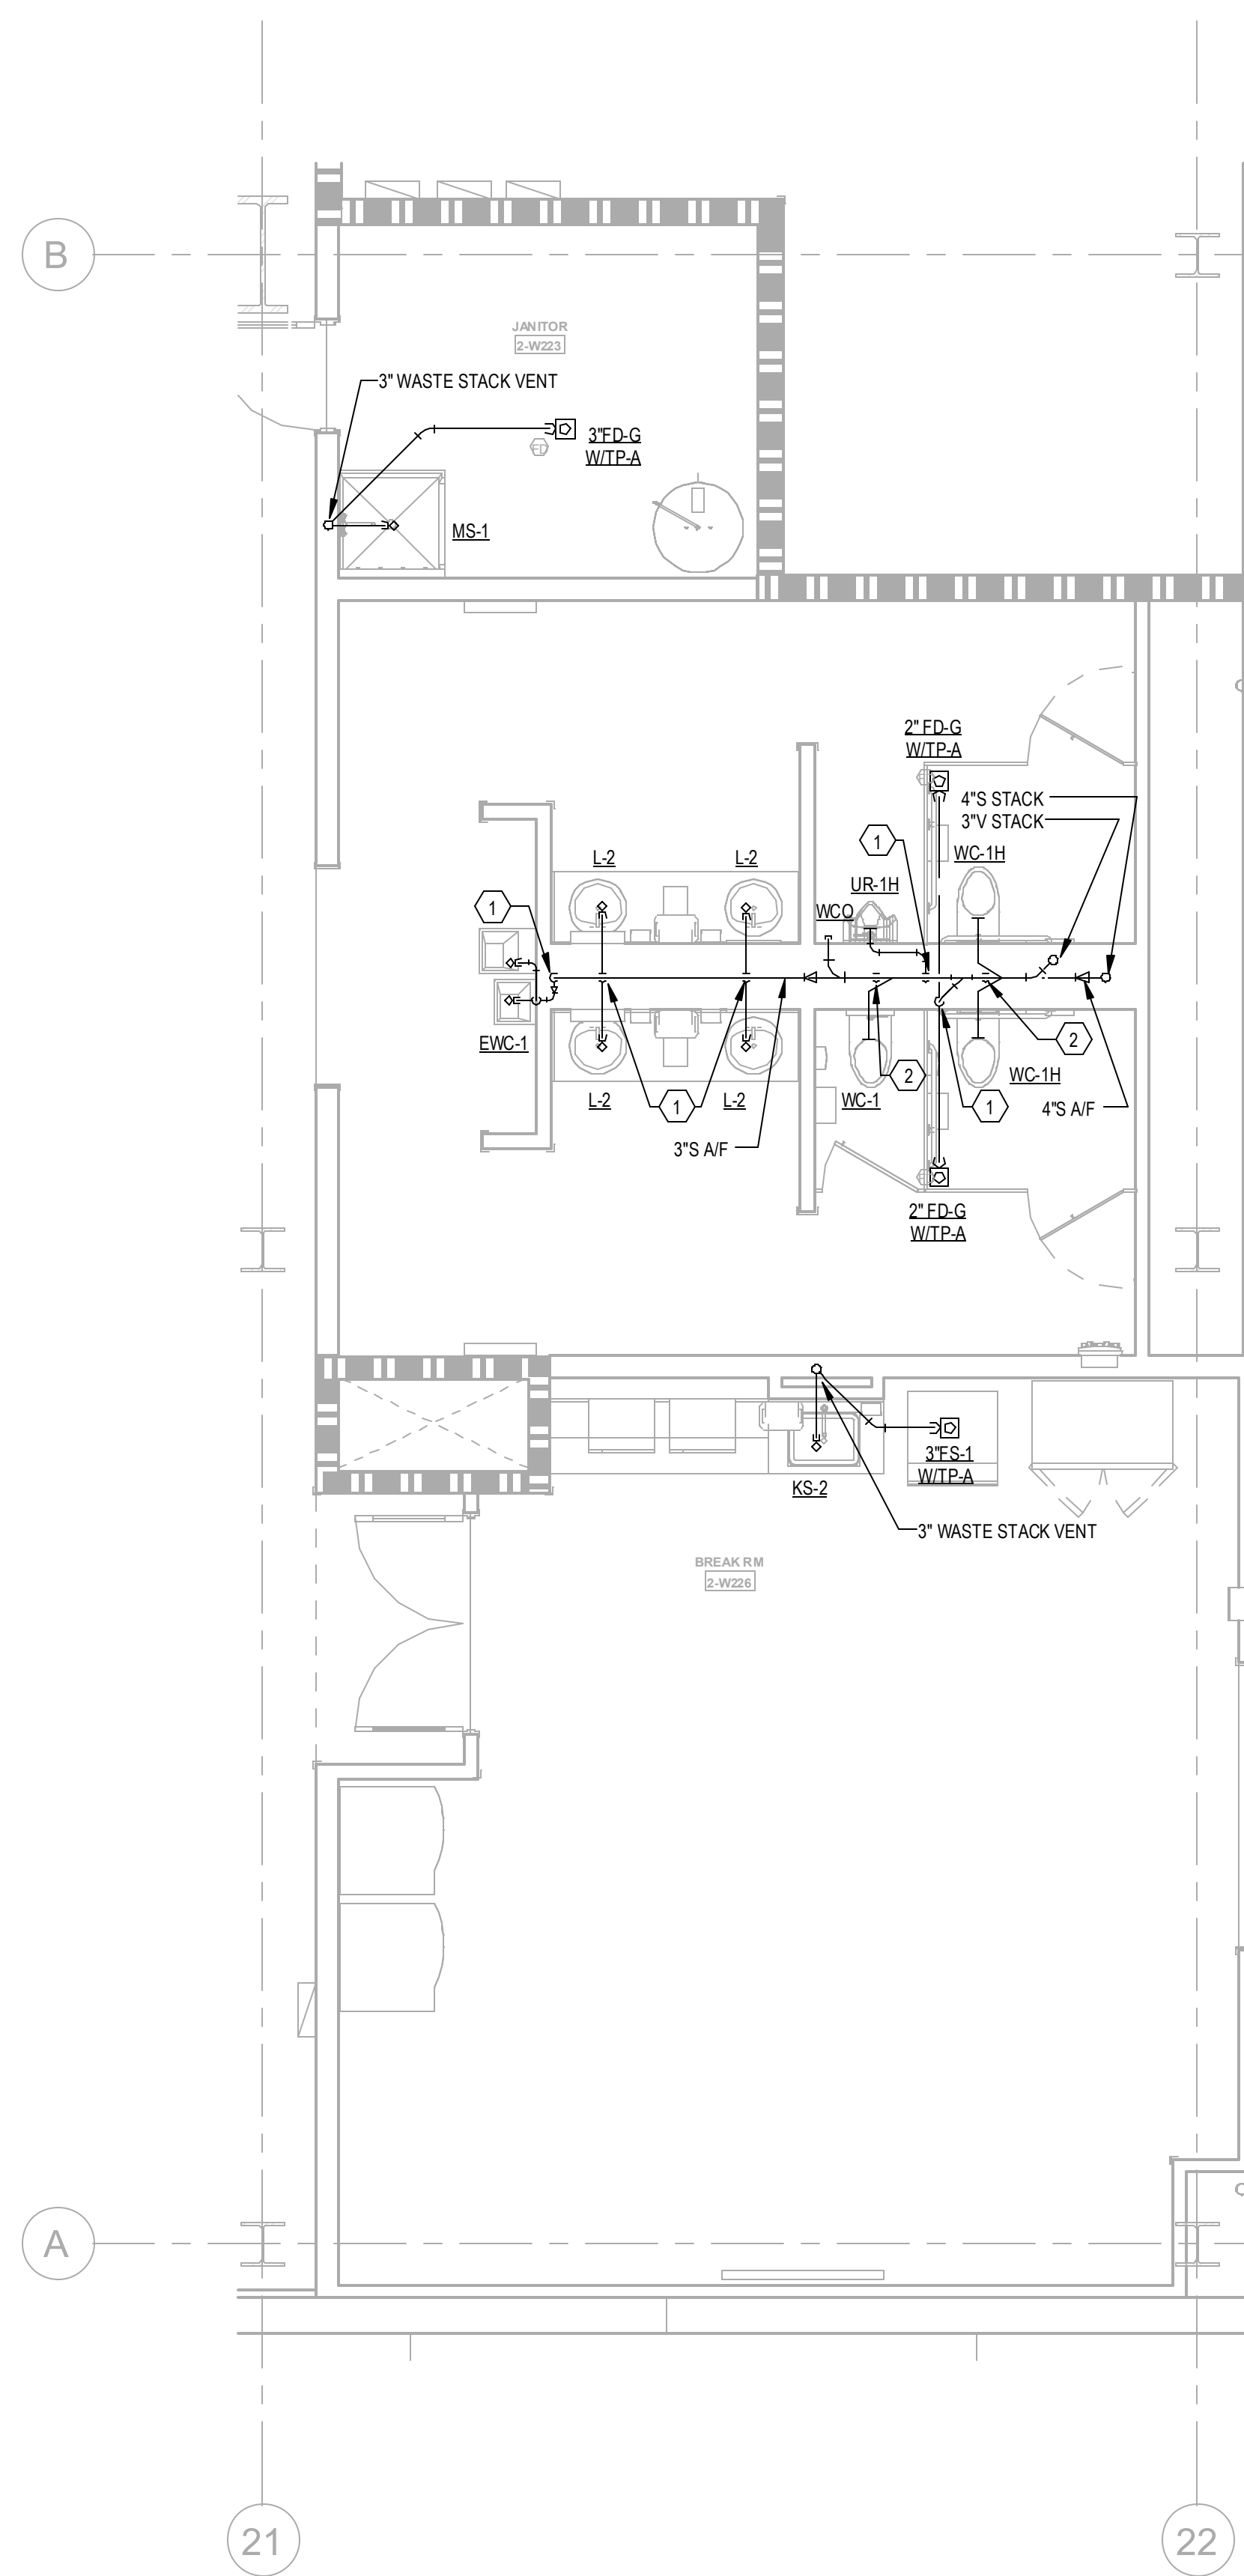 B
JANITOR
2-W223
3" WASTE STACK VENT
3"FD-G
W/TP-A
FD
MS-1
2" FD-G
W/TP-A
4"S STACK
3"V STACK
1
WC-1H
L-2
L-2
UR-1H
1
WCO
EWC-1
2
2
WC-1H
L-2
1
L-2
WC-1
1
4"S A/F
3"S A/F
2" FD-G
W/TP-A
3"FS-1
W/TP-A
KS-2
3" WASTE STACK VENT
BREAK RM
2-W226
A
21
22